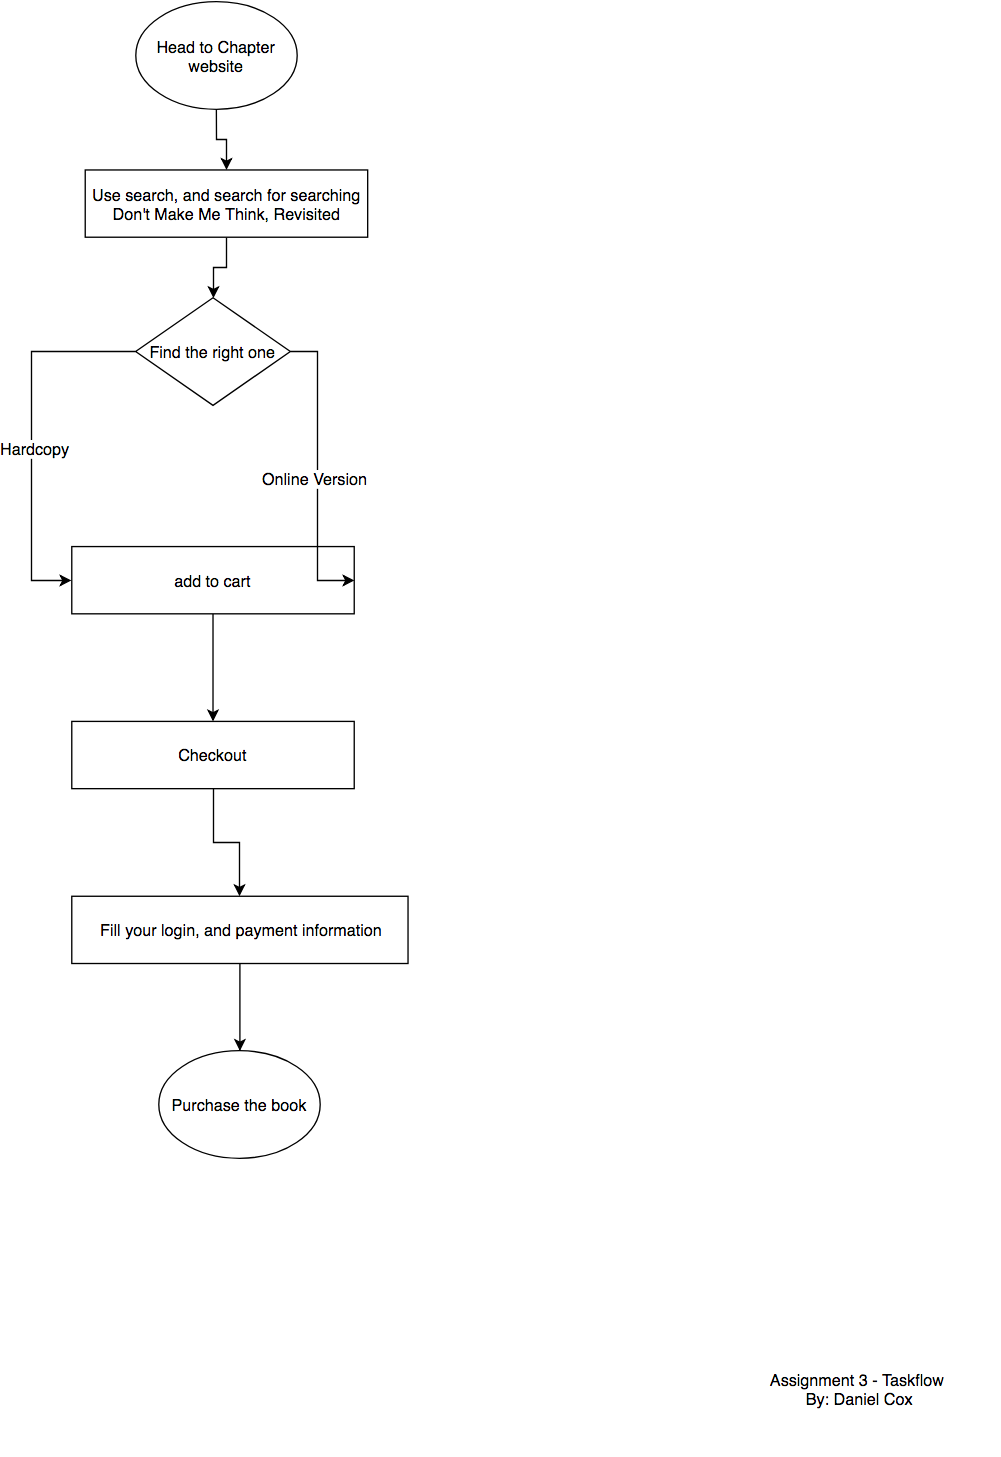 Head to Chapter
website
Use search, and search for searching
Don't Make Me Think, Revisited
Find the right one
Hardcopy
Online Version
add to cart
Checkout
Fill your login, and payment information
Purchase the book
Assignment 3 - Taskflow
By: Daniel Cox